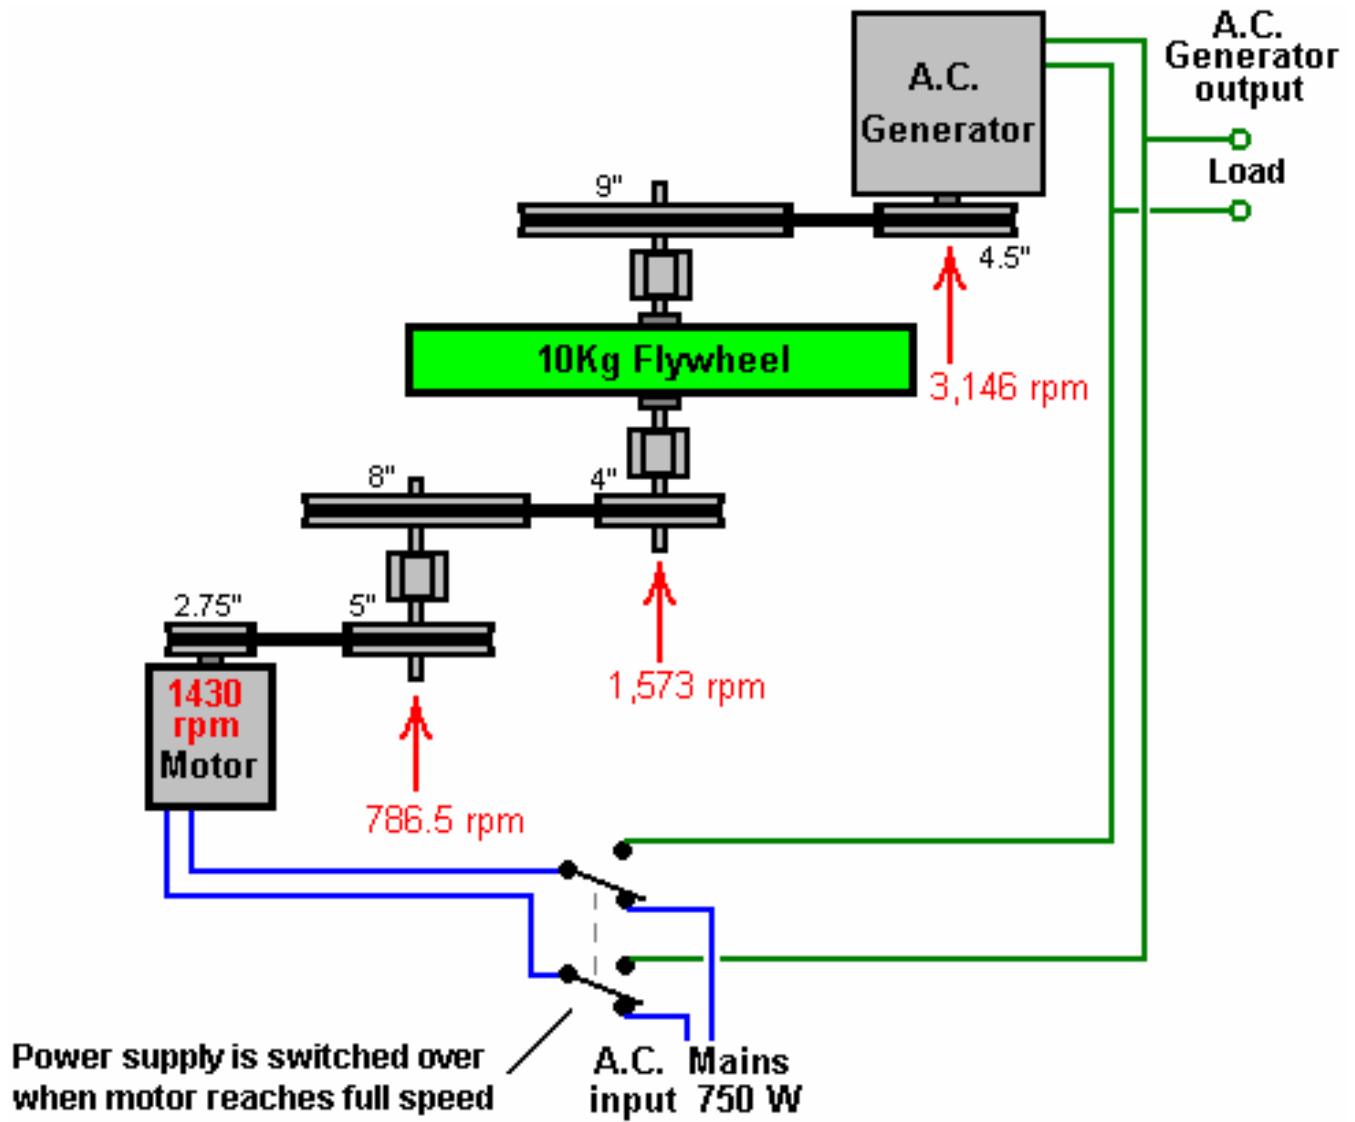 A.C.
Generator
output
A.C.
Generator
Load
9"
4.5"
10Kg Flywheel
3,146 rpm
8"
4"
2.75"
5"
1,573 rpm
1430
rpm
Motor
786.5 rpm
Power supply is switched over
when motor reaches full speed
A.C. Mains
input 750 W